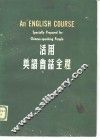 An ENGLISH COURSE
Specially Prepared for
Chinese-speaking People
活用
英語會話全程